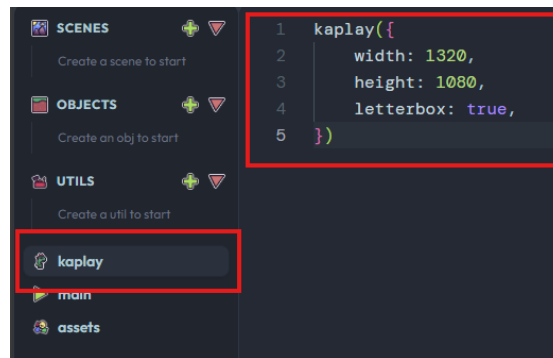 SCENES
Create a scene to start
OBJECTS
Create an obj to start
UTILS
Create a util to start
kaplay
main
assets
1 kaplay({
2 width: 1320,
3 height: 1080,
4 letterbox: true,
5 })